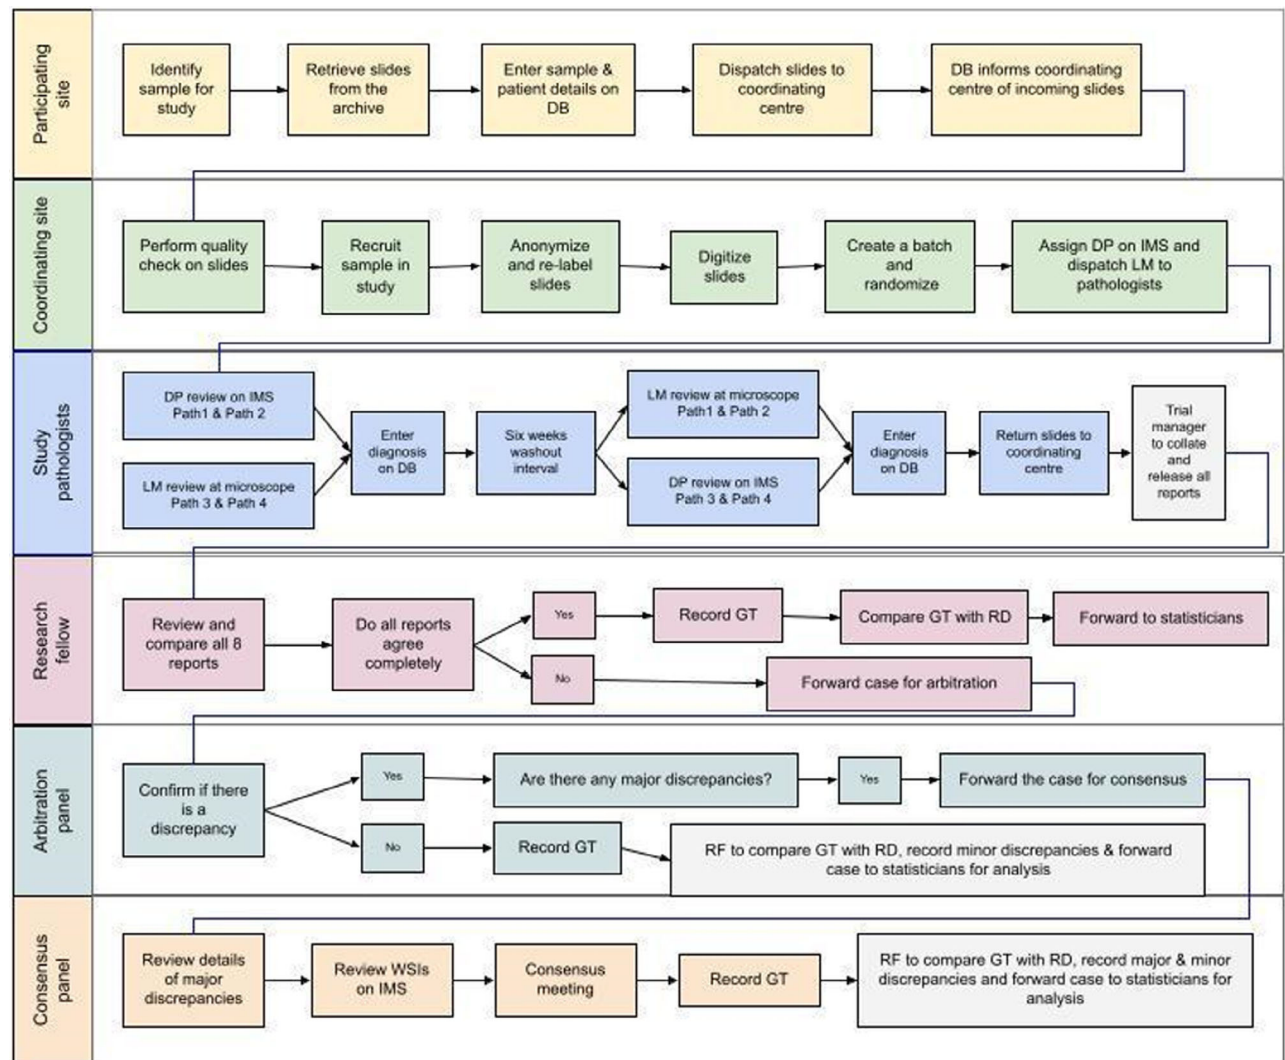 Participating
site
Identify
sample for
study
Retrieve slides
from the
archive
Enter sample &
patient details on
DB
Dispatch slides to
coordinating
centre
DB informs coordinating
centre of incoming slides
Coordinating site
Perform quality
check on slides
Recruit
sample in
study
Anonymize
and re-label
slides
Digitize
slides
Create a batch
and
randomize
Assign DP on IMS and
dispatch LM to
pathologists
Study
pathologists
DP review on IMS
Path1 & Path 2
LM review at microscope
Path 3 & Path 4
Enter
diagnosis
on DB
Six weeks
washout
interval
LM review at microscope
Path1 & Path 2
DP review on IMS
Path 3 & Path 4
Enter
diagnosis
on DB
Return slides to
coordinating
centre
Trial
manager
to collate
and
release all
reports
Research
fellow
Review and
compare all 8
reports
Do all reports
agree
completely
Yes
Record GT
Compare GT with RD
Forward to statisticians
No
Forward case for arbitration
Arbitration
panel
Confirm if there
is a
discrepancy
Yes
Are there any major discrepancies?
Yes
Forward the case for consensus
No
Record GT
RF to compare GT with RD, record minor discrepancies & forward
case to statisticians for analysis
Consensus
panel
Review details
of major
discrepancies
Review WSIs
on IMS
Consensus
meeting
Record GT
RF to compare GT with RD, record major & minor
discrepancies and forward case to statisticians for
analysis